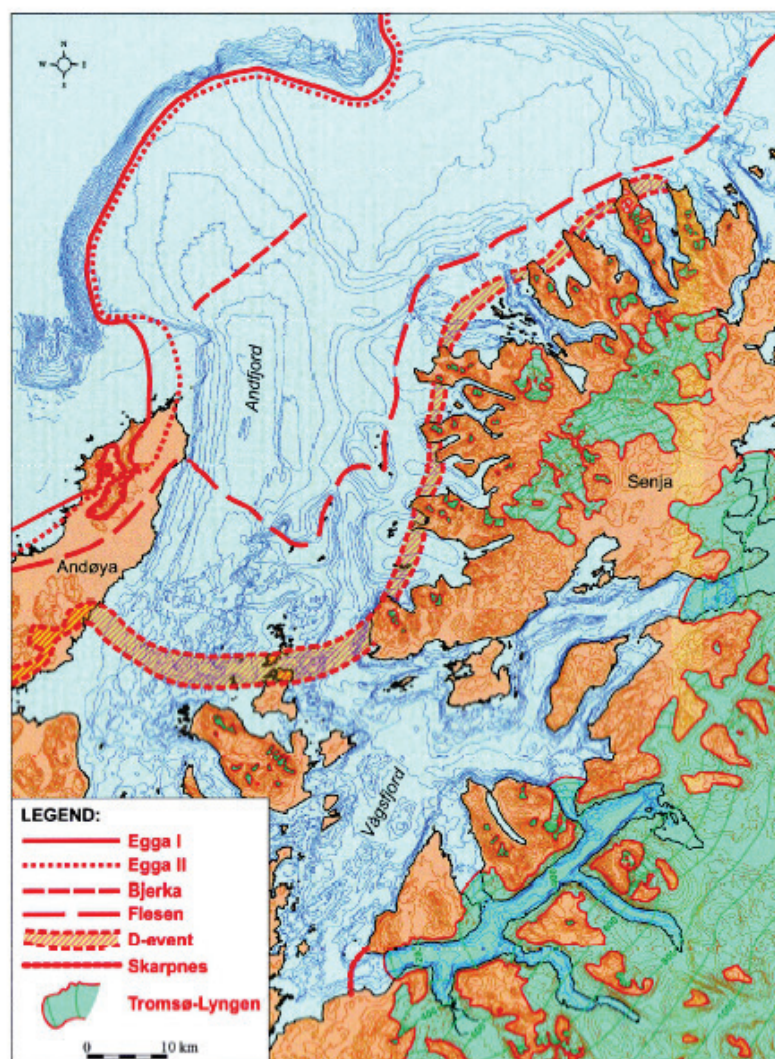 N
W E
S
Andfjord
Senja
Andøya
Vågsfjord
LEGEND:
Egga I
Egga II
Bjerka
Flesen
D-event
Skarpnes
Tromsø-Lyngen
0 10 km